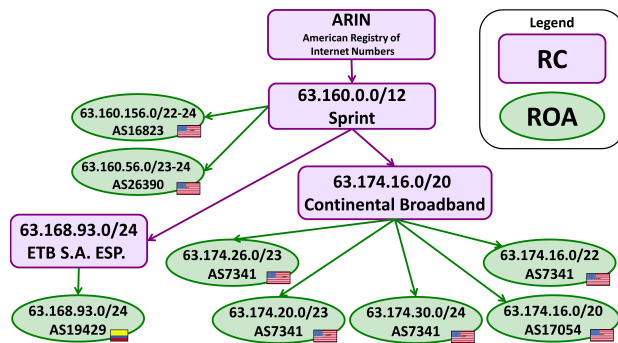 ARIN
American Registry of
Internet Numbers
Legend
RC
ROA
63.160.0.0/12
Sprint
63.160.156.0/22-24
AS16823
63.160.56.0/23-24
AS26390
63.174.16.0/20
Continental Broadband
63.168.93.0/24
ETB S.A. ESP.
63.174.26.0/23
AS7341
63.174.16.0/22
AS7341
63.168.93.0/24
AS19429
63.174.20.0/23
AS7341
63.174.30.0/24
AS7341
63.174.16.0/20
AS17054